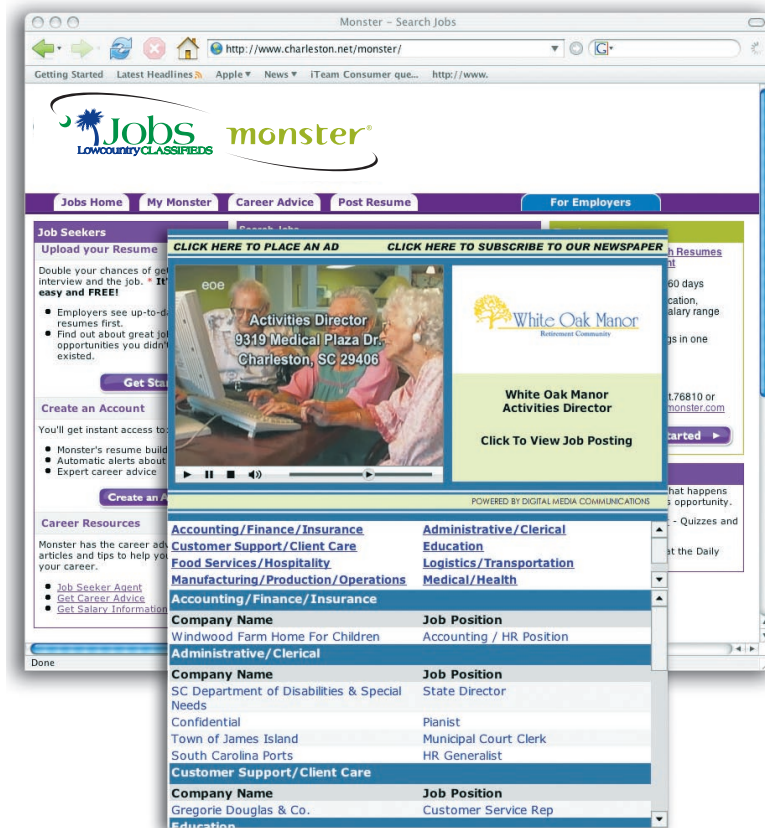 Monster – Search Jobs
http://www.charleston.net/monster/
G
Getting Started Latest Headlines Apple News iTeam Consumer que... http://www.
Jobs
Lowcountry CLASSIFIEDS
monster®
Jobs Home My Monster Career Advice Post Resume For Employers
Job Seekers
Upload your Resume
Double your chances of
interview and the job. * It'
easy and FREE!
Employers see up-to-d
resumes first.
Find out about great jo
opportunities you didn'
existed.
Get Sta
Create an Account
You'll get instant access to:
Monster's resume build
Automatic alerts about
Expert career advice
Create an A
Career Resources
Monster has the career adv
articles and tips to help yo
your career.
Job Seeker Agent
Get Career Advice
Get Salary Information
Done
Search Jobs
h Resumes
60 days
cation,
alary range
gs in one
t.76810 or
monster.com
tarted
hat happens
s opportunity.
- Quizzes and
at the Daily
CLICK HERE TO PLACE AN AD CLICK HERE TO SUBSCRIBE TO OUR NEWSPAPER
eoe
Activities Director
9319 Medical Plaza Dr.
Charleston, SC 29406
White Oak Manor
Retirement Community
White Oak Manor
Activities Director
Click To View Job Posting
POWERED BY DIGITAL MEDIA COMMUNICATIONS
Accounting/Finance/Insurance Administrative/Clerical
Customer Support/Client Care Education
Food Services/Hospitality Logistics/Transportation
Manufacturing/Production/Operations Medical/Health
Accounting/Finance/Insurance
Company Name Job Position
Windwood Farm Home For Children Accounting / HR Position
Administrative/Clerical
Company Name Job Position
SC Department of Disabilities & Special State Director
Needs
Confidential Pianist
Town of James Island Municipal Court Clerk
South Carolina Ports HR Generalist
Customer Support/Client Care
Company Name Job Position
Gregorie Douglas & Co. Customer Service Rep
Education